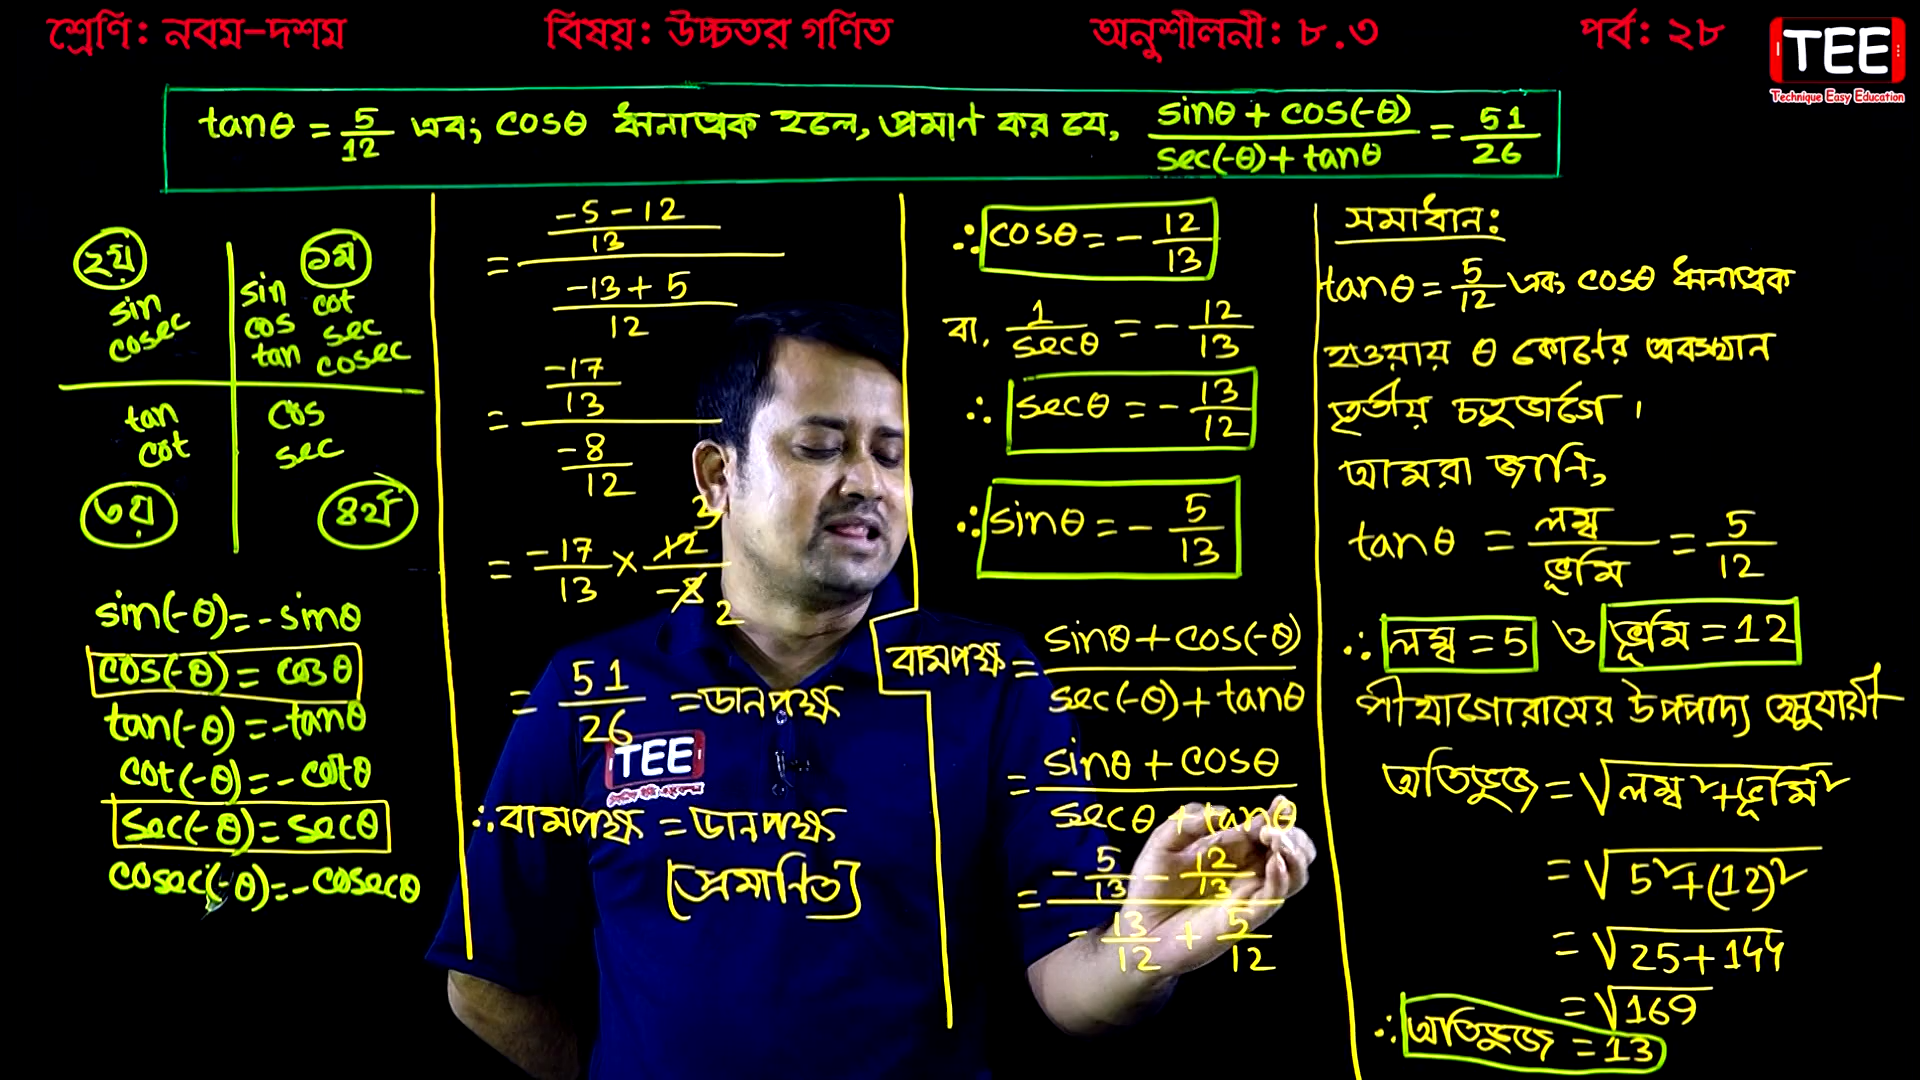 শ্রেণি: নবম-দশম
বিষয়: উচ্চতর গণিত
অনুশীলনী: ৮.৩
পর্ব: ২৮
TEE
Technique Easy Education
tanθ = 5/12 এবং cosθ ঋনাত্মক হলে, প্রমাণ কর যে, (sinθ + cos(-θ))/(sec(-θ) + tanθ) = 51/26
২য় ১ম
sin cosec
sin cos tan cot sec cosec
tan cot
cos sec
৩য় ৪র্থ
sin(-θ) = -sinθ
cos(-θ) = cosθ
tan(-θ) = -tanθ
cot(-θ) = -cotθ
sec(-θ) = secθ
cosec(-θ) = -cosecθ
সমাধান:
tanθ = 5/12 এবং cosθ ঋনাত্মক
হওয়ায় θ কোণের অবস্থান
তৃতীয় চতুর্ভাগে।
আমরা জানি,
tanθ = লম্ব/ভূমি = 5/12
∴ লম্ব = 5 ও ভূমি = 12
পীথাগোরাসের উপপাদ্য অনুযায়ী
অতিভুজ = √(লম্ব² + ভূমি²)
= √(5² + (12)²)
= √(25 + 144)
= √169
∴ অতিভুজ = 13
∴ cosθ = - 12/13
বা, 1/secθ = - 12/13
∴ secθ = - 13/12
∴ sinθ = - 5/13
বামপক্ষ = (sinθ + cos(-θ))/(sec(-θ) + tanθ)
= (sinθ + cosθ)/(secθ + tanθ)
= (- 5/13 - 12/13)/(- 13/12 + 5/12)
= ((-5 - 12)/13)/((-13 + 5)/12)
= (-17/13)/(-8/12)
= -17/13 × 12/-8 3 2
= 51/26 = ডানপক্ষ
∴ বামপক্ষ = ডানপক্ষ
[প্রমাণিত]
TEE